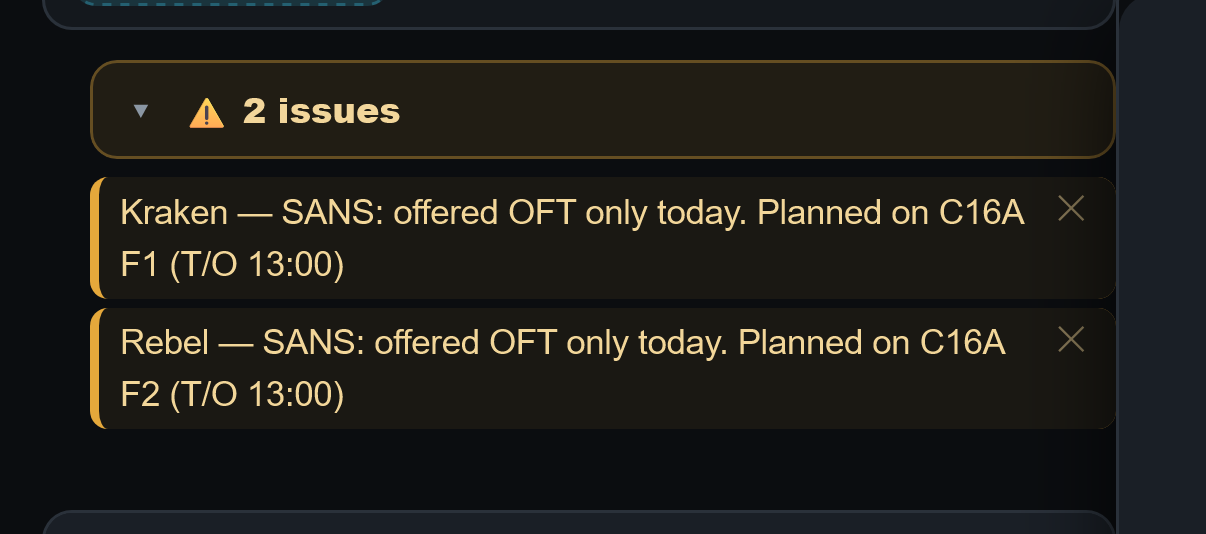 2 issues
Kraken — SANS: offered OFT only today. Planned on C16A
F1 (T/O 13:00)
Rebel — SANS: offered OFT only today. Planned on C16A
F2 (T/O 13:00)